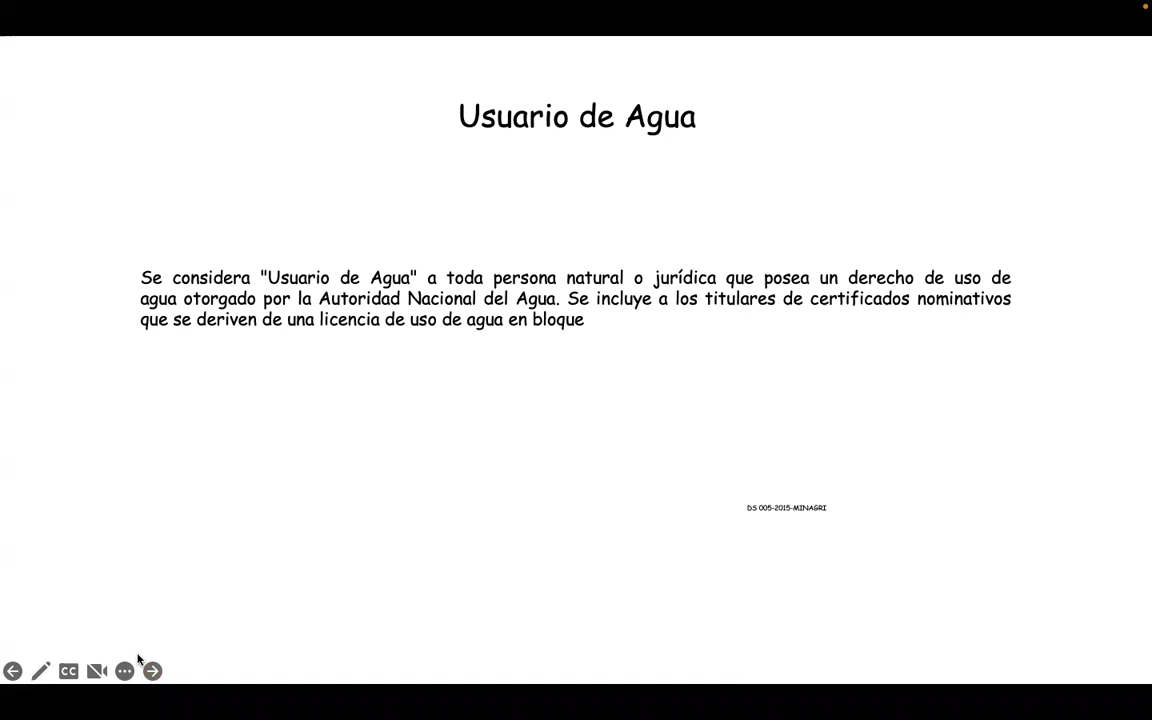 Usuario de Agua
Se considera "Usuario de Agua" a toda persona natural o jurídica que posea un derecho de uso de
agua otorgado por la Autoridad Nacional del Agua. Se incluye a los titulares de certificados nominativos
que se deriven de una licencia de uso de agua en bloque
DS 005-2015-MINAGRI
CC